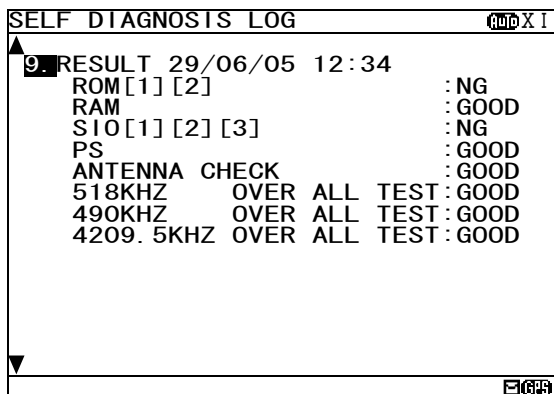 SELF DIAGNOSIS LOG AUTO X I
9. RESULT 29/06/05 12:34
ROM[1][2] :NG
RAM :GOOD
SIO[1][2][3] :NG
PS :GOOD
ANTENNA CHECK :GOOD
518KHZ OVER ALL TEST:GOOD
490KHZ OVER ALL TEST:GOOD
4209.5KHZ OVER ALL TEST:GOOD
GPS